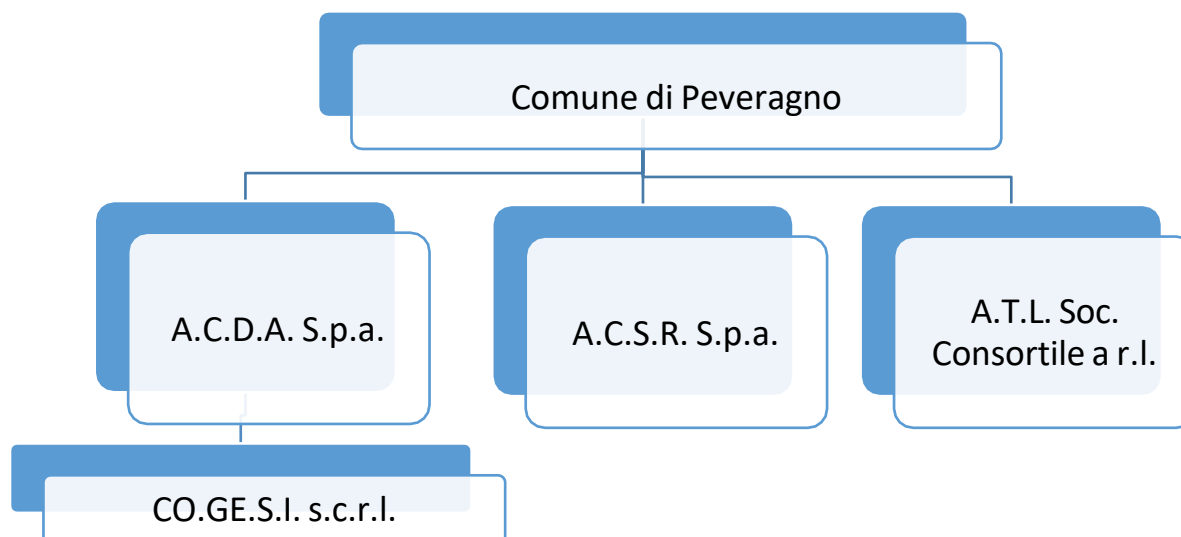 Comune di Peveragno
A.C.D.A. S.p.a.
A.C.S.R. S.p.a.
A.T.L. Soc.
Consortile a r.l.
CO.GE.S.I. s.c.r.l.